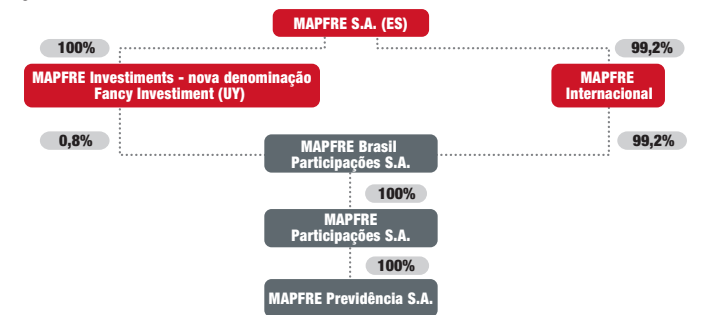 MAPFRE S.A. (ES)
100%
99,2%
MAPFRE Investiments - nova denominação
Fancy Investiment (UY)
MAPFRE
Internacional
0,8%
99,2%
MAPFRE Brasil
Participações S.A.
100%
MAPFRE
Participações S.A.
100%
MAPFRE Previdência S.A.